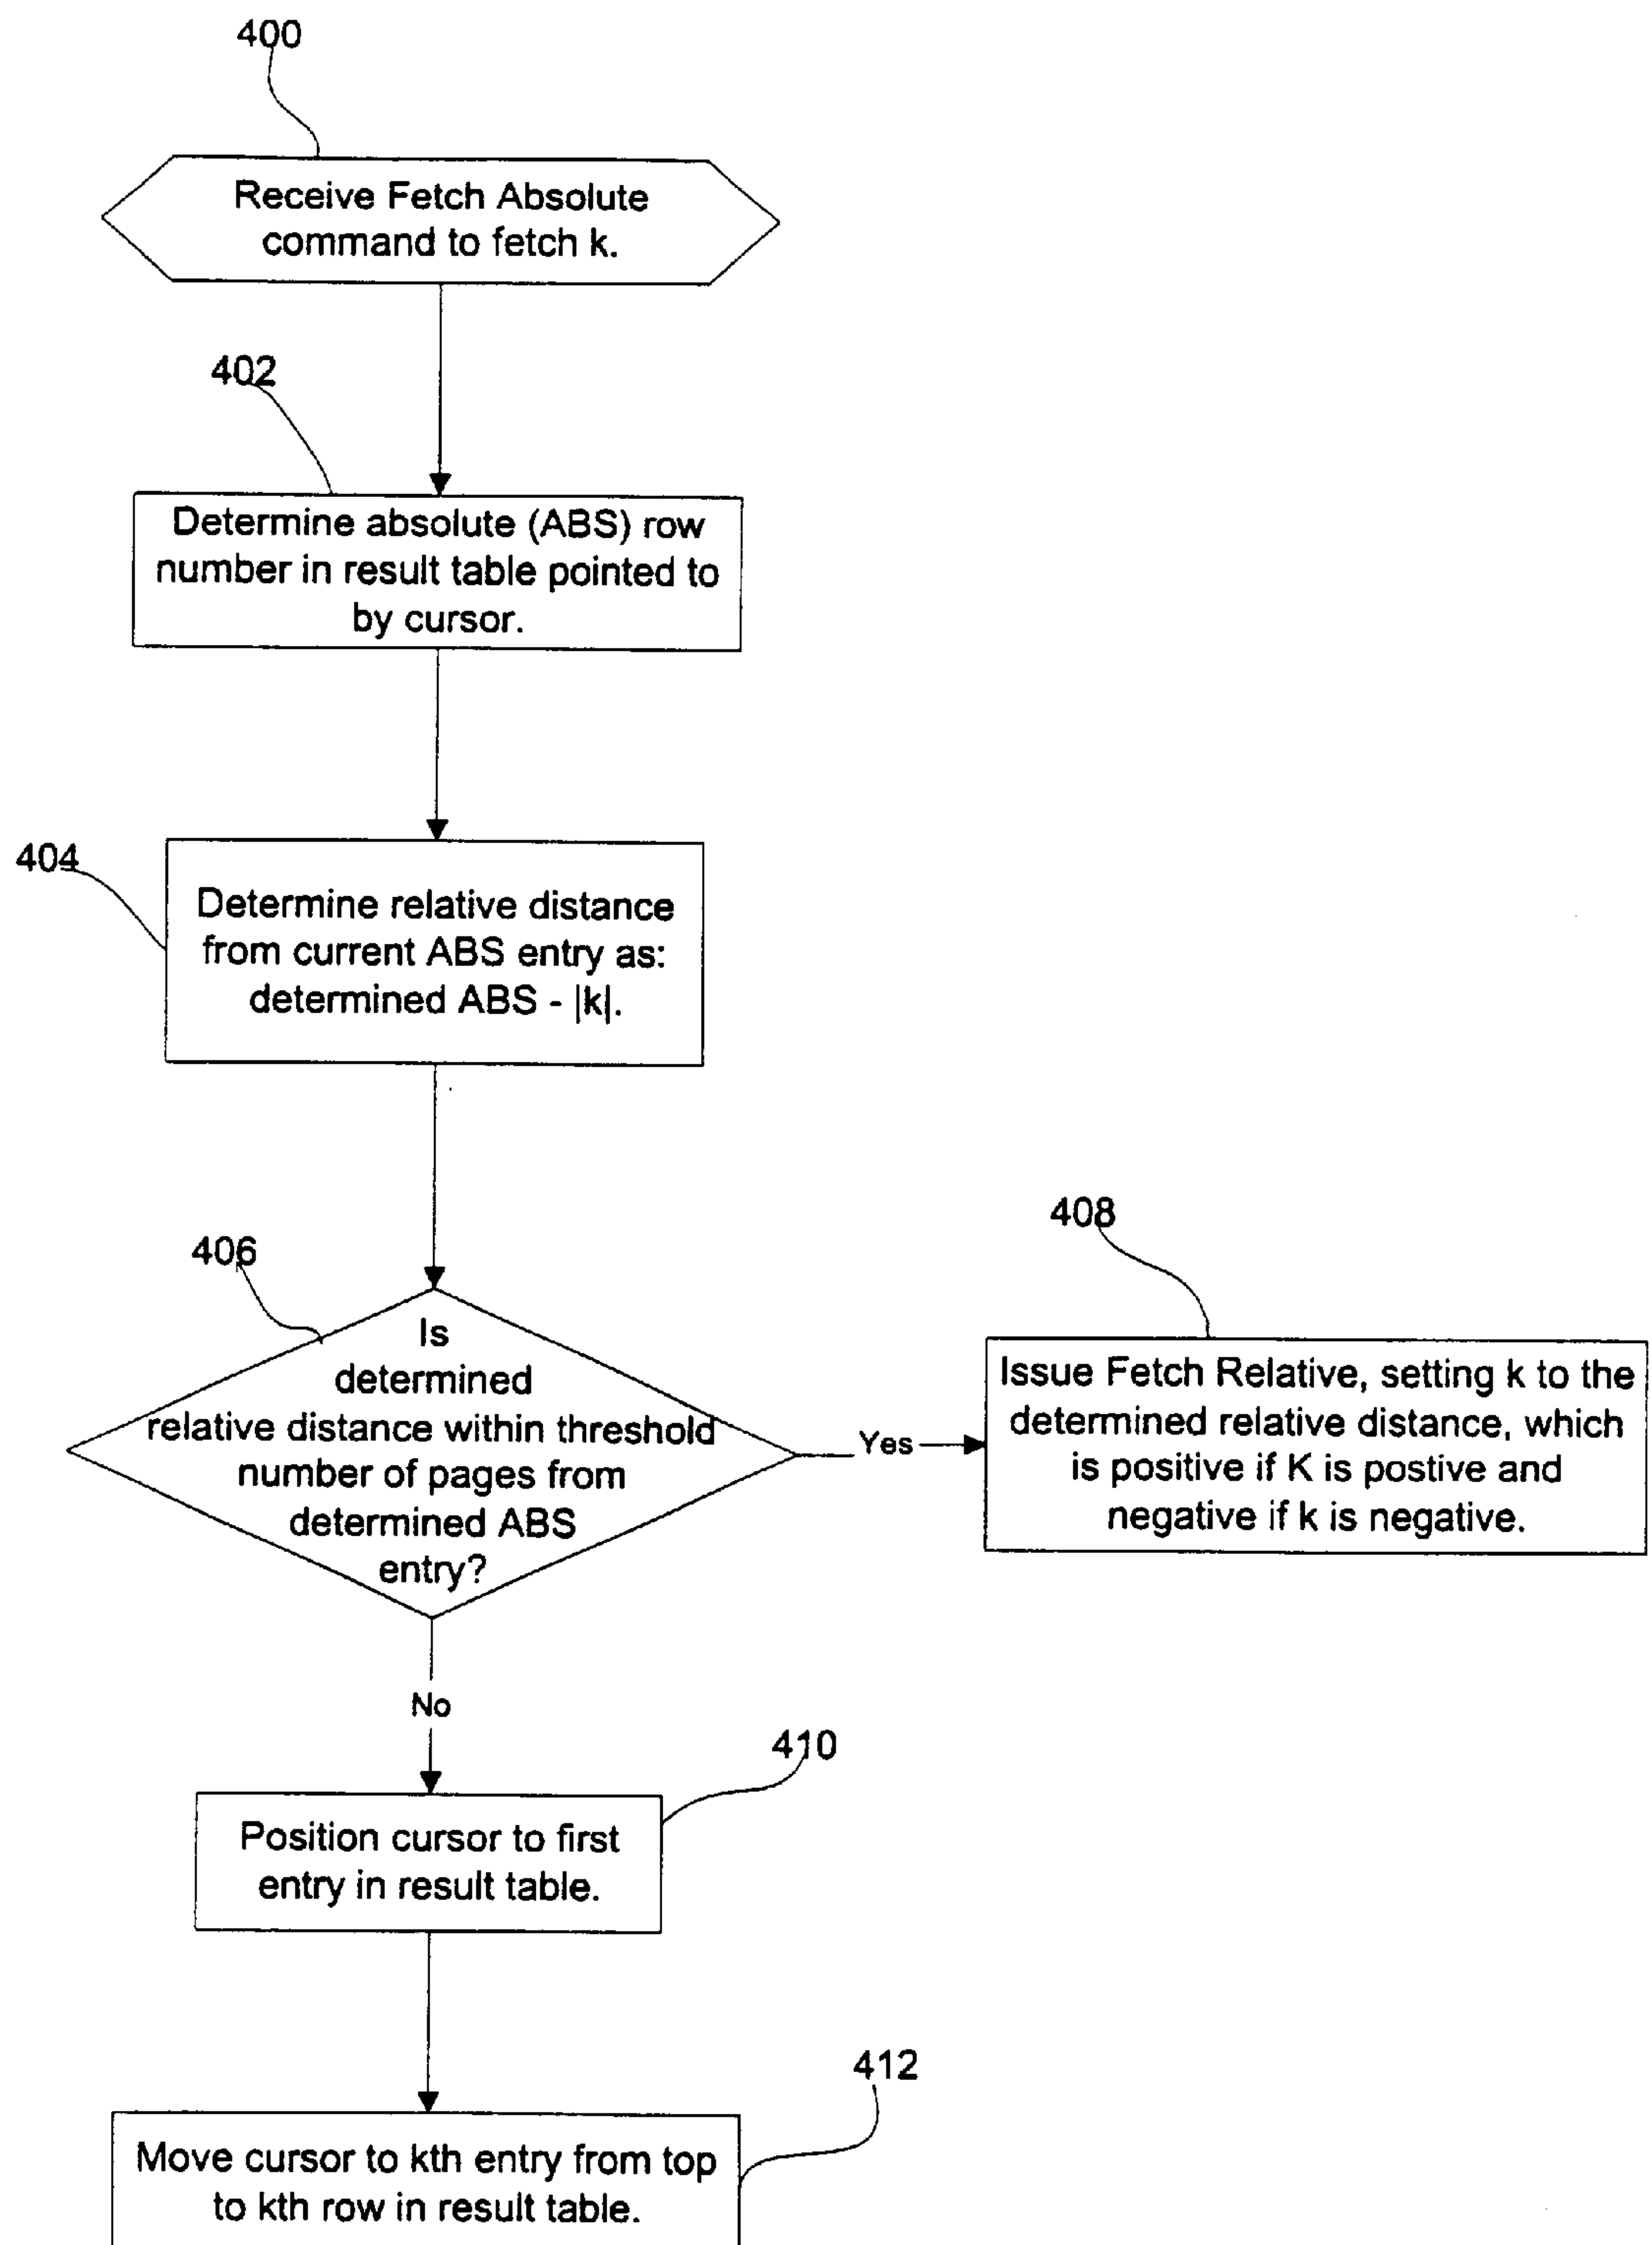 400
Receive Fetch Absolute
command to fetch k.
402
Determine absolute (ABS) row
number in result table pointed to
by cursor.
404
Determine relative distance
from current ABS entry as:
determined ABS - |k|.
406
Is
determined
relative distance within threshold
number of pages from
determined ABS
entry?
Yes
408
Issue Fetch Relative, setting k to the
determined relative distance, which
is positive if K is postive and
negative if k is negative.
No
410
Position cursor to first
entry in result table.
412
Move cursor to kth entry from top
to kth row in result table.